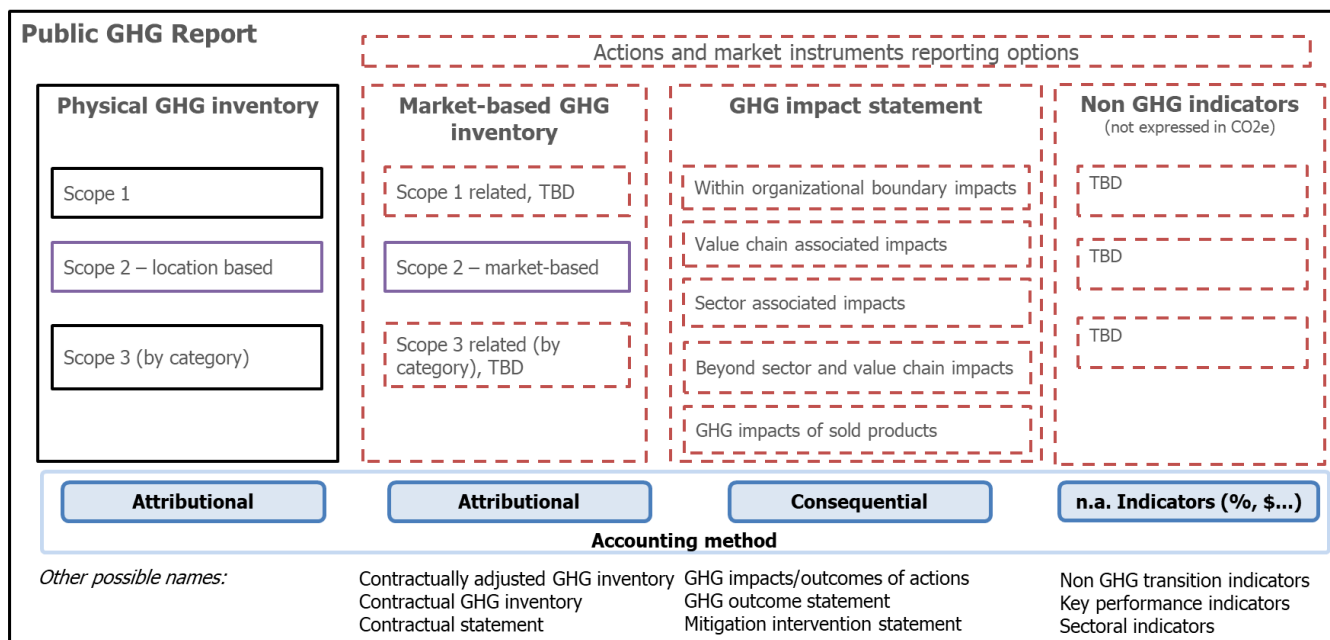 Public GHG Report
Actions and market instruments reporting options
Physical GHG inventory
Scope 1
Scope 2 – location based
Scope 3 (by category)
Market-based GHG
inventory
Scope 1 related, TBD
Scope 2 – market-based
Scope 3 related (by
category), TBD
GHG impact statement
Within organizational boundary impacts
Value chain associated impacts
Sector associated impacts
Beyond sector and value chain impacts
GHG impacts of sold products
Non GHG indicators
(not expressed in CO2e)
TBD
TBD
TBD
Attributional
Attributional
Consequential
n.a. Indicators (%, $...)
Accounting method
Other possible names:
Contractually adjusted GHG inventory
Contractual GHG inventory
Contractual statement
GHG impacts/outcomes of actions
GHG outcome statement
Mitigation intervention statement
Non GHG transition indicators
Key performance indicators
Sectoral indicators